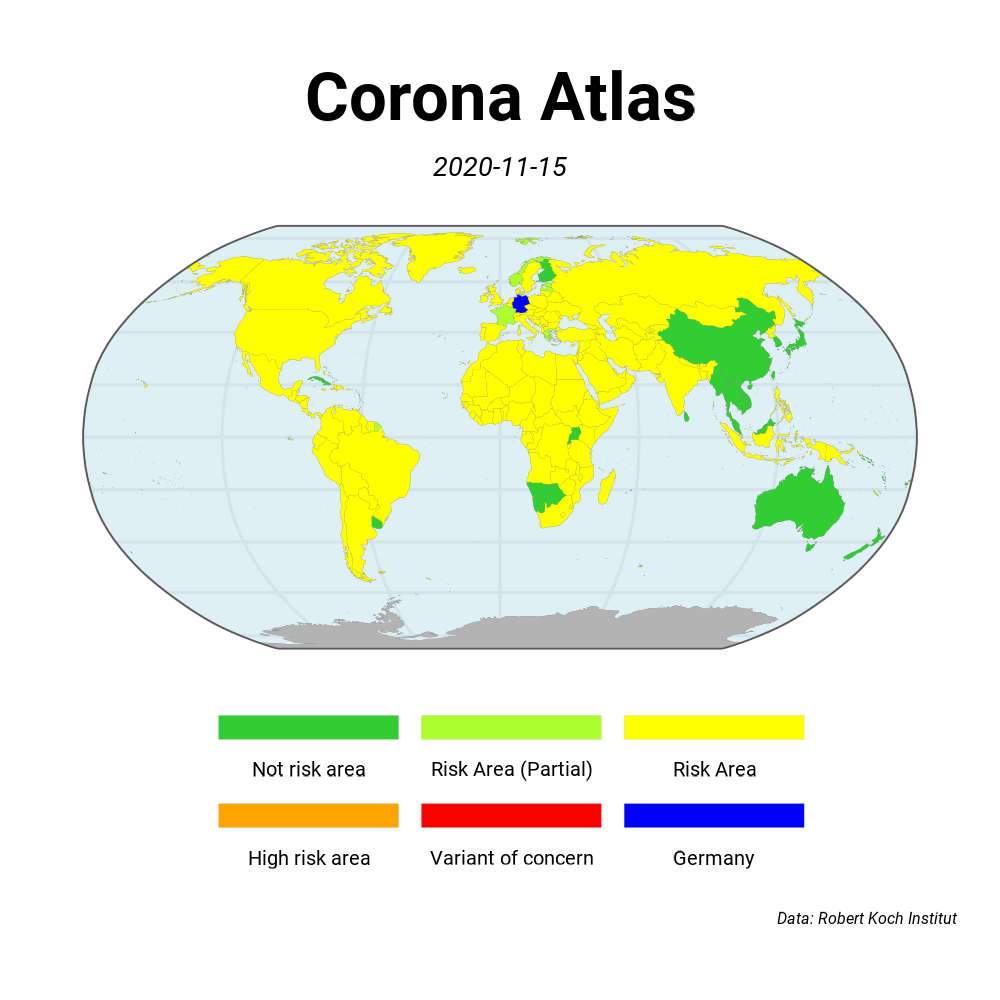 Corona Atlas
2020-11-15
Not risk area
Risk Area (Partial)
Risk Area
High risk area
Variant of concern
Germany
Data: Robert Koch Institut